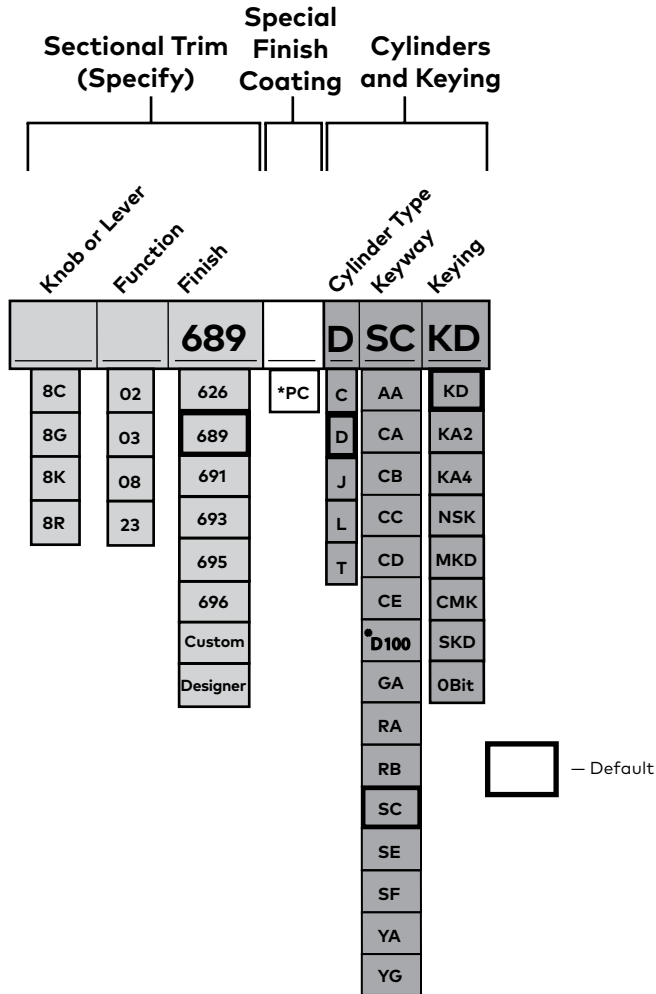 Sectional Trim
(Specify)
Special
Finish
Coating
Cylinders
and Keying
Knob or Lever
Function
Finish
Cylinder Type
Keyway
Keying
689
D
SC
KD
8C
8G
8K
8R
02
03
08
23
626
689
691
693
695
696
Custom
Designer
*PC
C
D
J
L
T
AA
CA
CB
CC
CD
CE
*D100
GA
RA
RB
SC
SE
SF
YA
YG
KD
KA2
KA4
NSK
MKD
CMK
SKD
0Bit
— Default